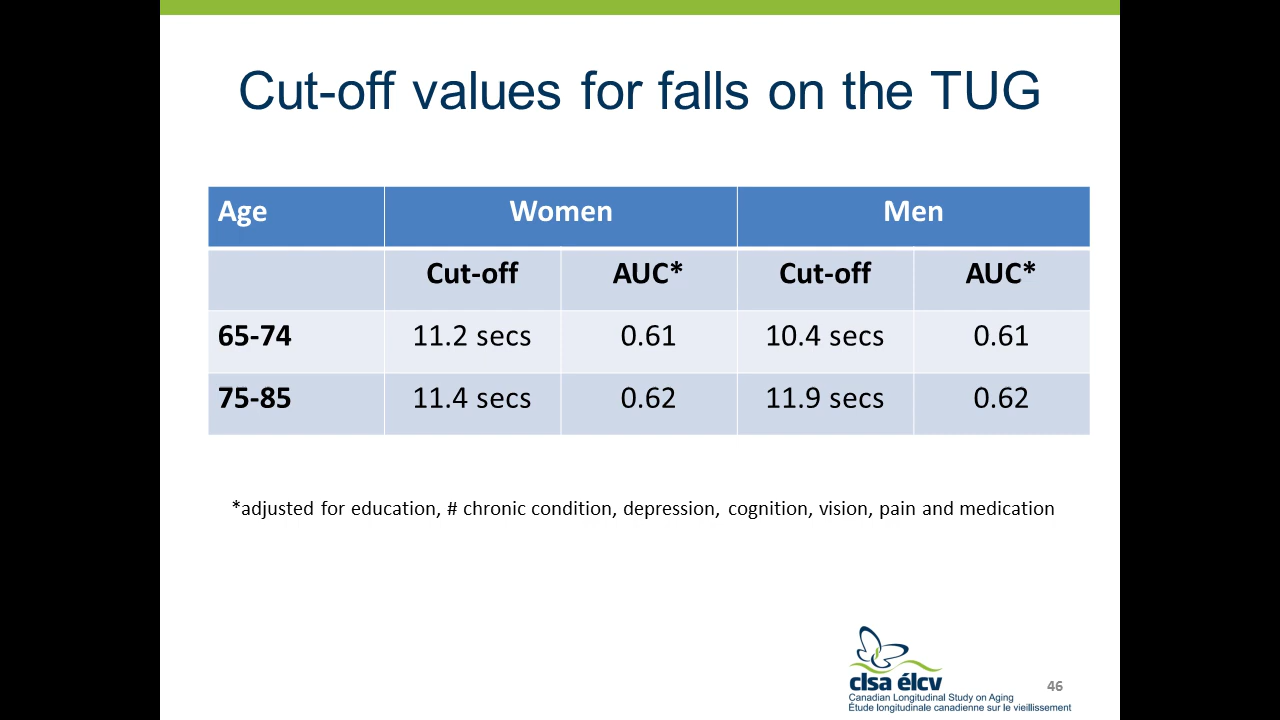 Cut-off values for falls on the TUG
Age Women Men
Cut-off AUC* Cut-off AUC*
65-74 11.2 secs 0.61 10.4 secs 0.61
75-85 11.4 secs 0.62 11.9 secs 0.62
*adjusted for education, # chronic condition, depression, cognition, vision, pain and medication
clsa élcv
Canadian Longitudinal Study on Aging
Étude longitudinale canadienne sur le vieillissement
46